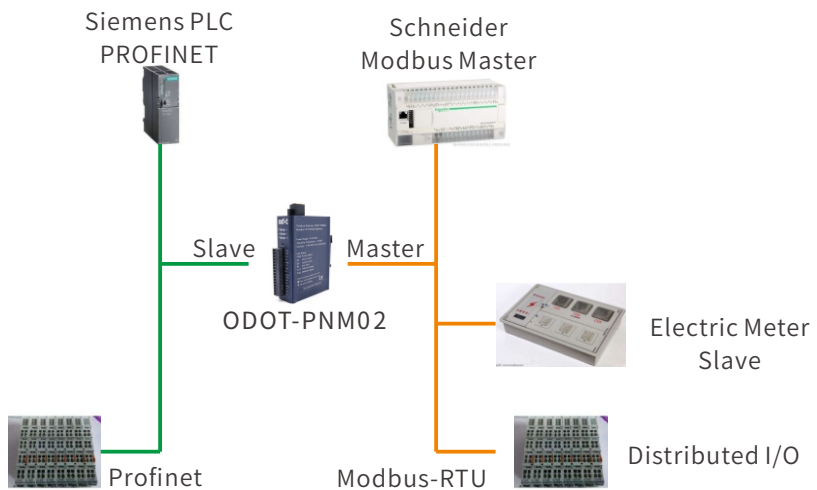 Siemens PLC
PROFINET
Schneider
Modbus Master
Slave
Master
ODOT-PNM02
Electric Meter
Slave
Profinet
Modbus-RTU
Distributed I/O